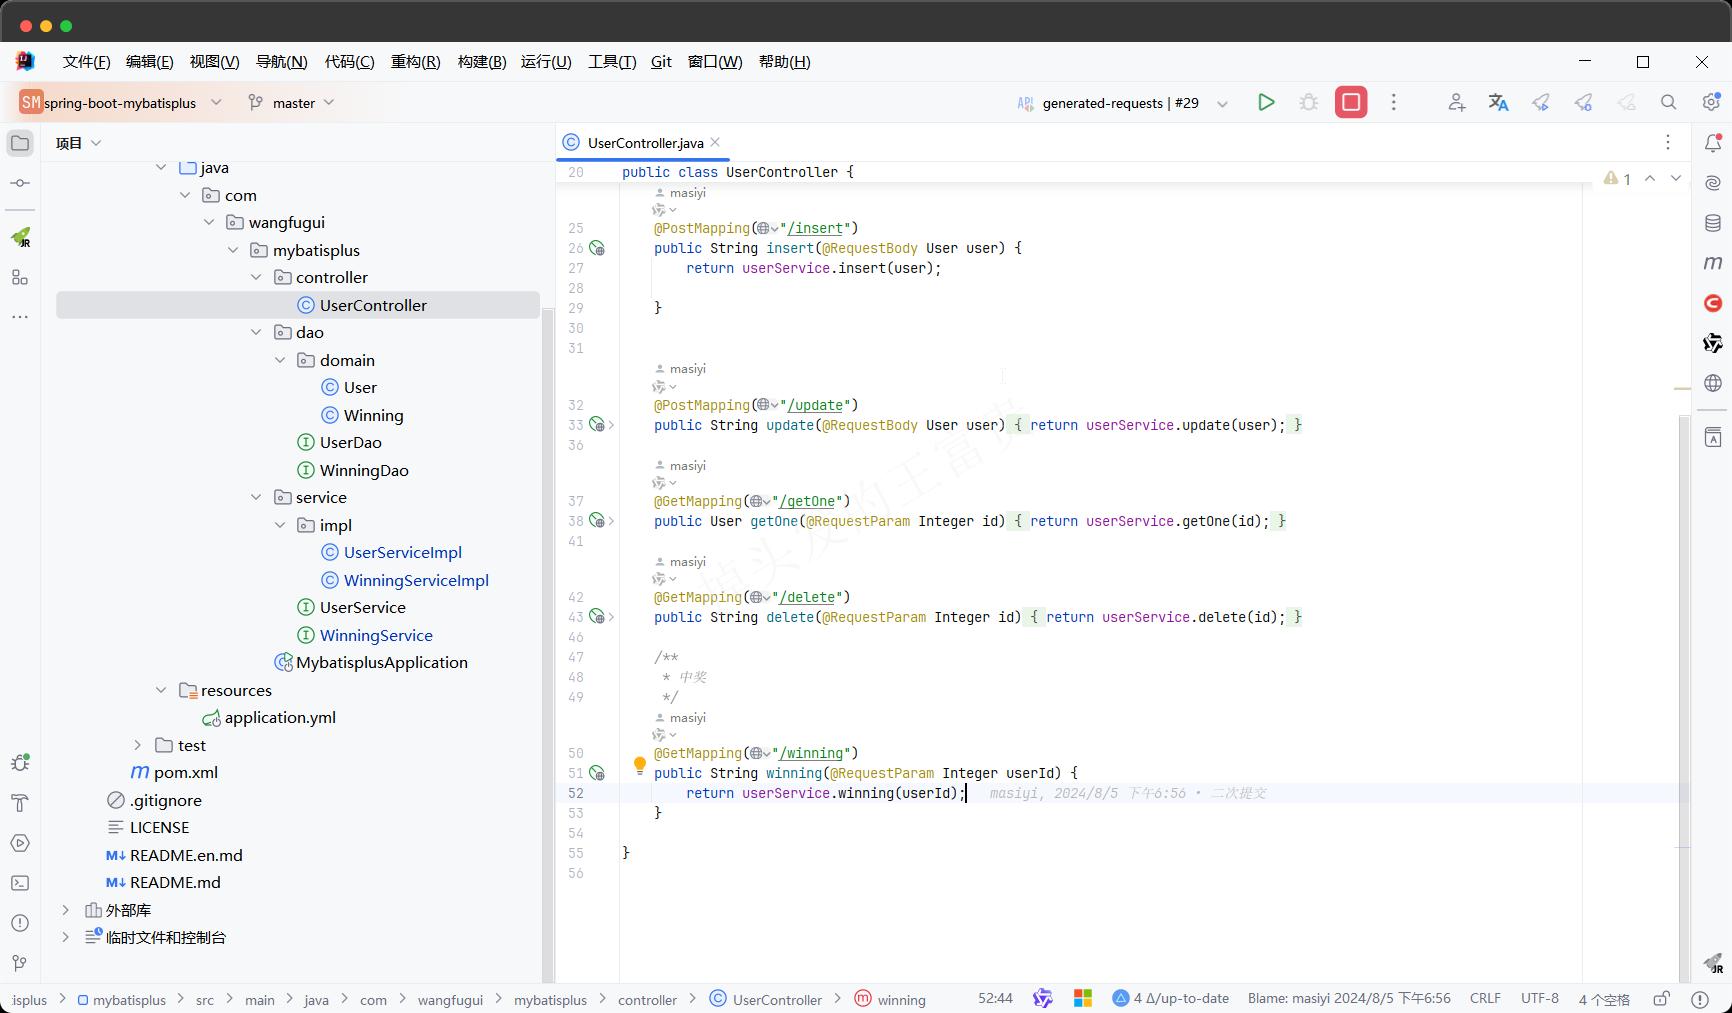 文件(F) 编辑(E) 视图(V) 导航(N) 代码(C) 重构(R) 构建(B) 运行(U) 工具(T) Git 窗口(W) 帮助(H)
SM spring-boot-mybatisplus master API generated-requests | #29
项目
java
com
wangfugui
mybatisplus
controller
UserController
dao
domain
User
Winning
UserDao
WinningDao
service
impl
UserServiceImpl
WinningServiceImpl
UserService
WinningService
MybatisplusApplication
resources
application.yml
test
pom.xml
.gitignore
LICENSE
README.en.md
README.md
外部库
临时文件和控制台
UserController.java
20 public class UserController {
1
masiyi
25 @PostMapping("/insert")
26 public String insert(@RequestBody User user) {
27 return userService.insert(user);
28
29 }
30
31
masiyi
32 @PostMapping("/update")
33 public String update(@RequestBody User user) { return userService.update(user); }
36
masiyi
37 @GetMapping("/getOne")
38 public User getOne(@RequestParam Integer id) { return userService.getOne(id); }
41
masiyi
42 @GetMapping("/delete")
43 public String delete(@RequestParam Integer id) { return userService.delete(id); }
46
47 /**
48 * 中奖
49 */
masiyi
50 @GetMapping("/winning")
51 public String winning(@RequestParam Integer userId) {
52 return userService.winning(userId); masiyi, 2024/8/5 下午6:56 • 二次提交
53 }
54
55 }
56
掉头发的王富贵
isplus mybatisplus src main java com wangfugui mybatisplus controller UserController winning
52:44 4 Δ/up-to-date Blame: masiyi 2024/8/5 下午6:56 CRLF UTF-8 4 个空格